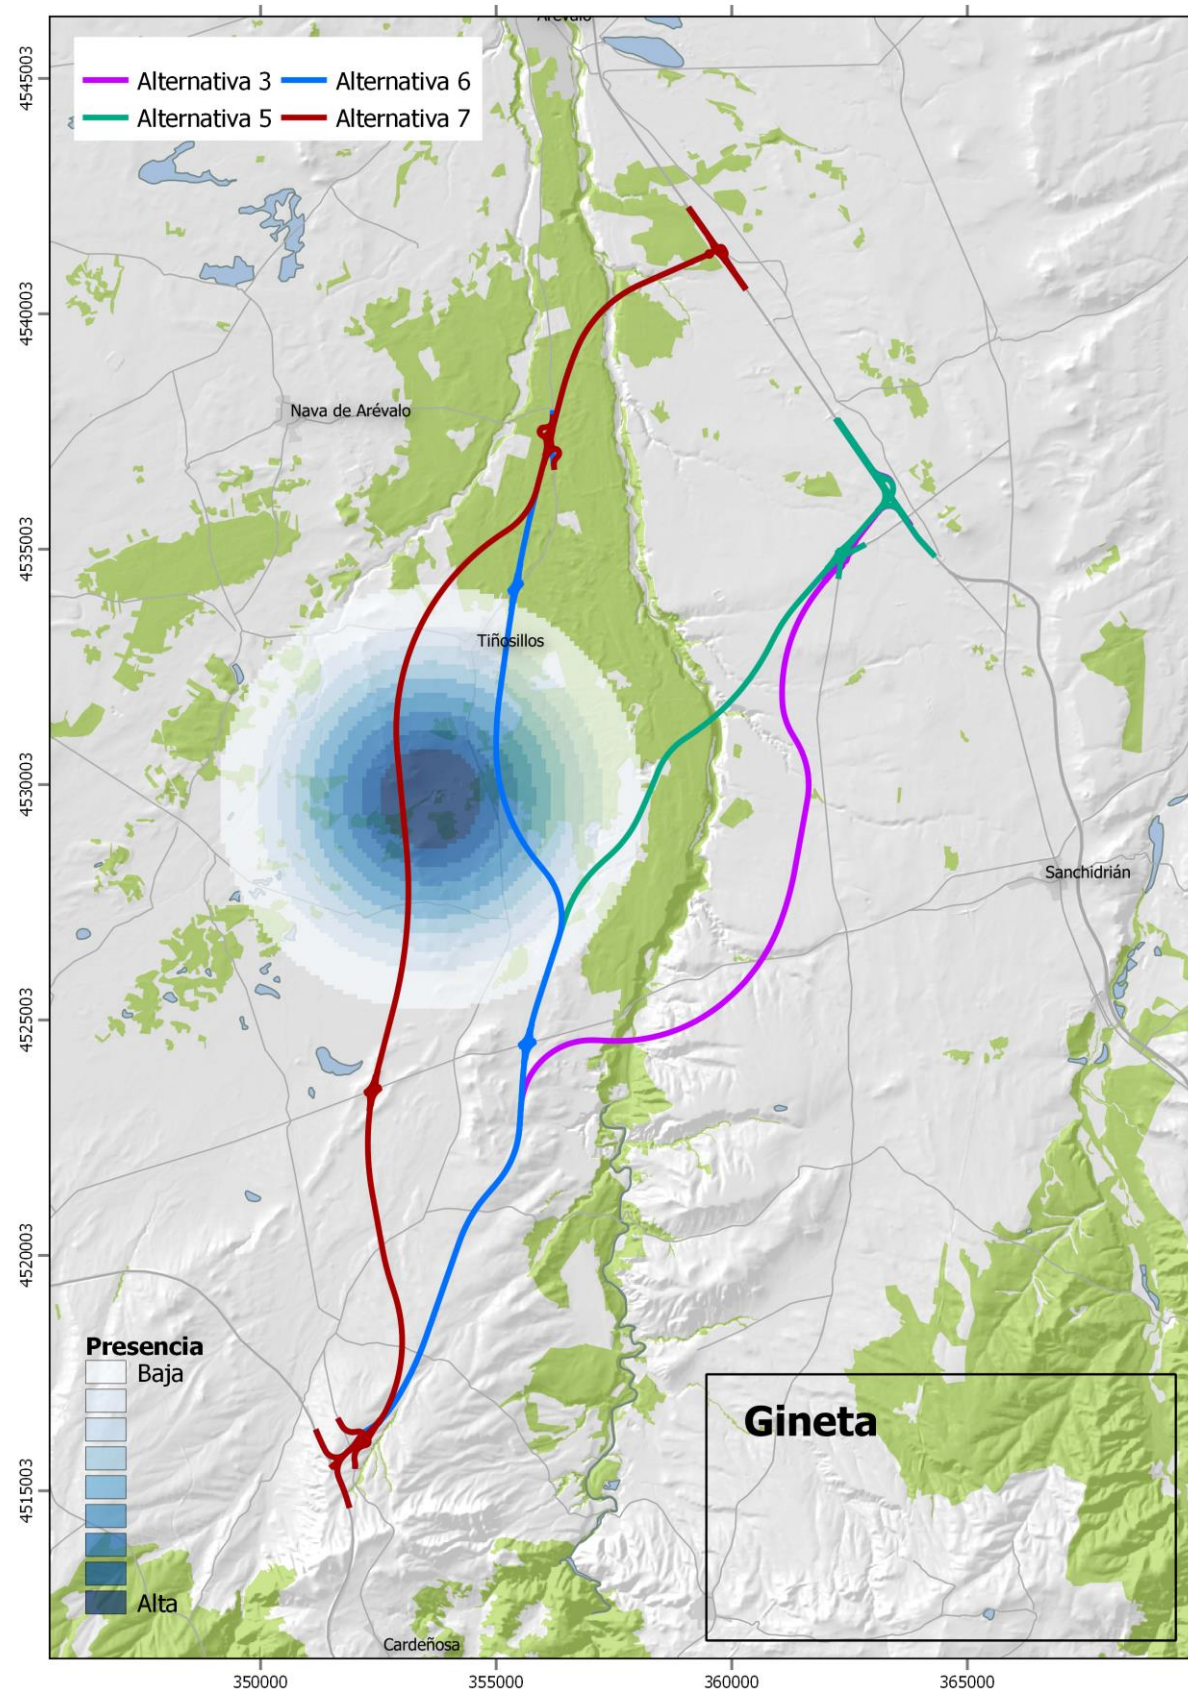 Arévalo
Alternativa 3
Alternativa 6
Alternativa 5
Alternativa 7
4545003
4540003
Nava de Arévalo
4535003
Tiñosillos
4530003
Sanchidrián
4525003
4520003
Presencia
Baja
Gineta
4515003
Alta
Cardeñosa
350000
355000
360000
365000